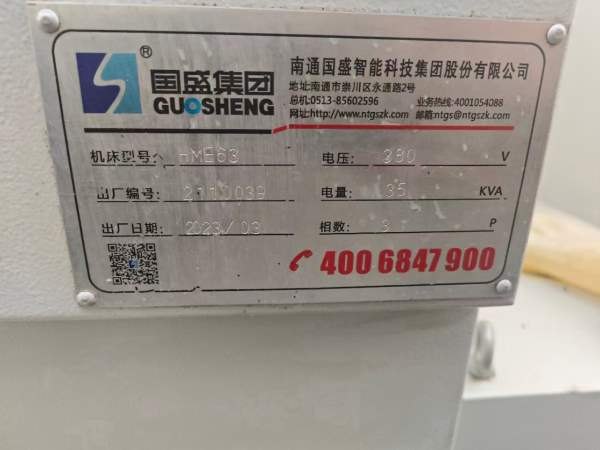 国盛集团®
GUOSHENG
南通国盛智能科技集团股份有限公司
地址:南通市崇川区永通路2号
总机:0513-85602596 业务热线:4001054088
网址:http://www.ntgszk.com 邮箱:ntgs@ntgszk.com
机床型号: HME63 电压: 380 V
出厂编号: 2110039 电量: 35 KVA
出厂日期: 2023/03 相数: 3 P
400 6847 900